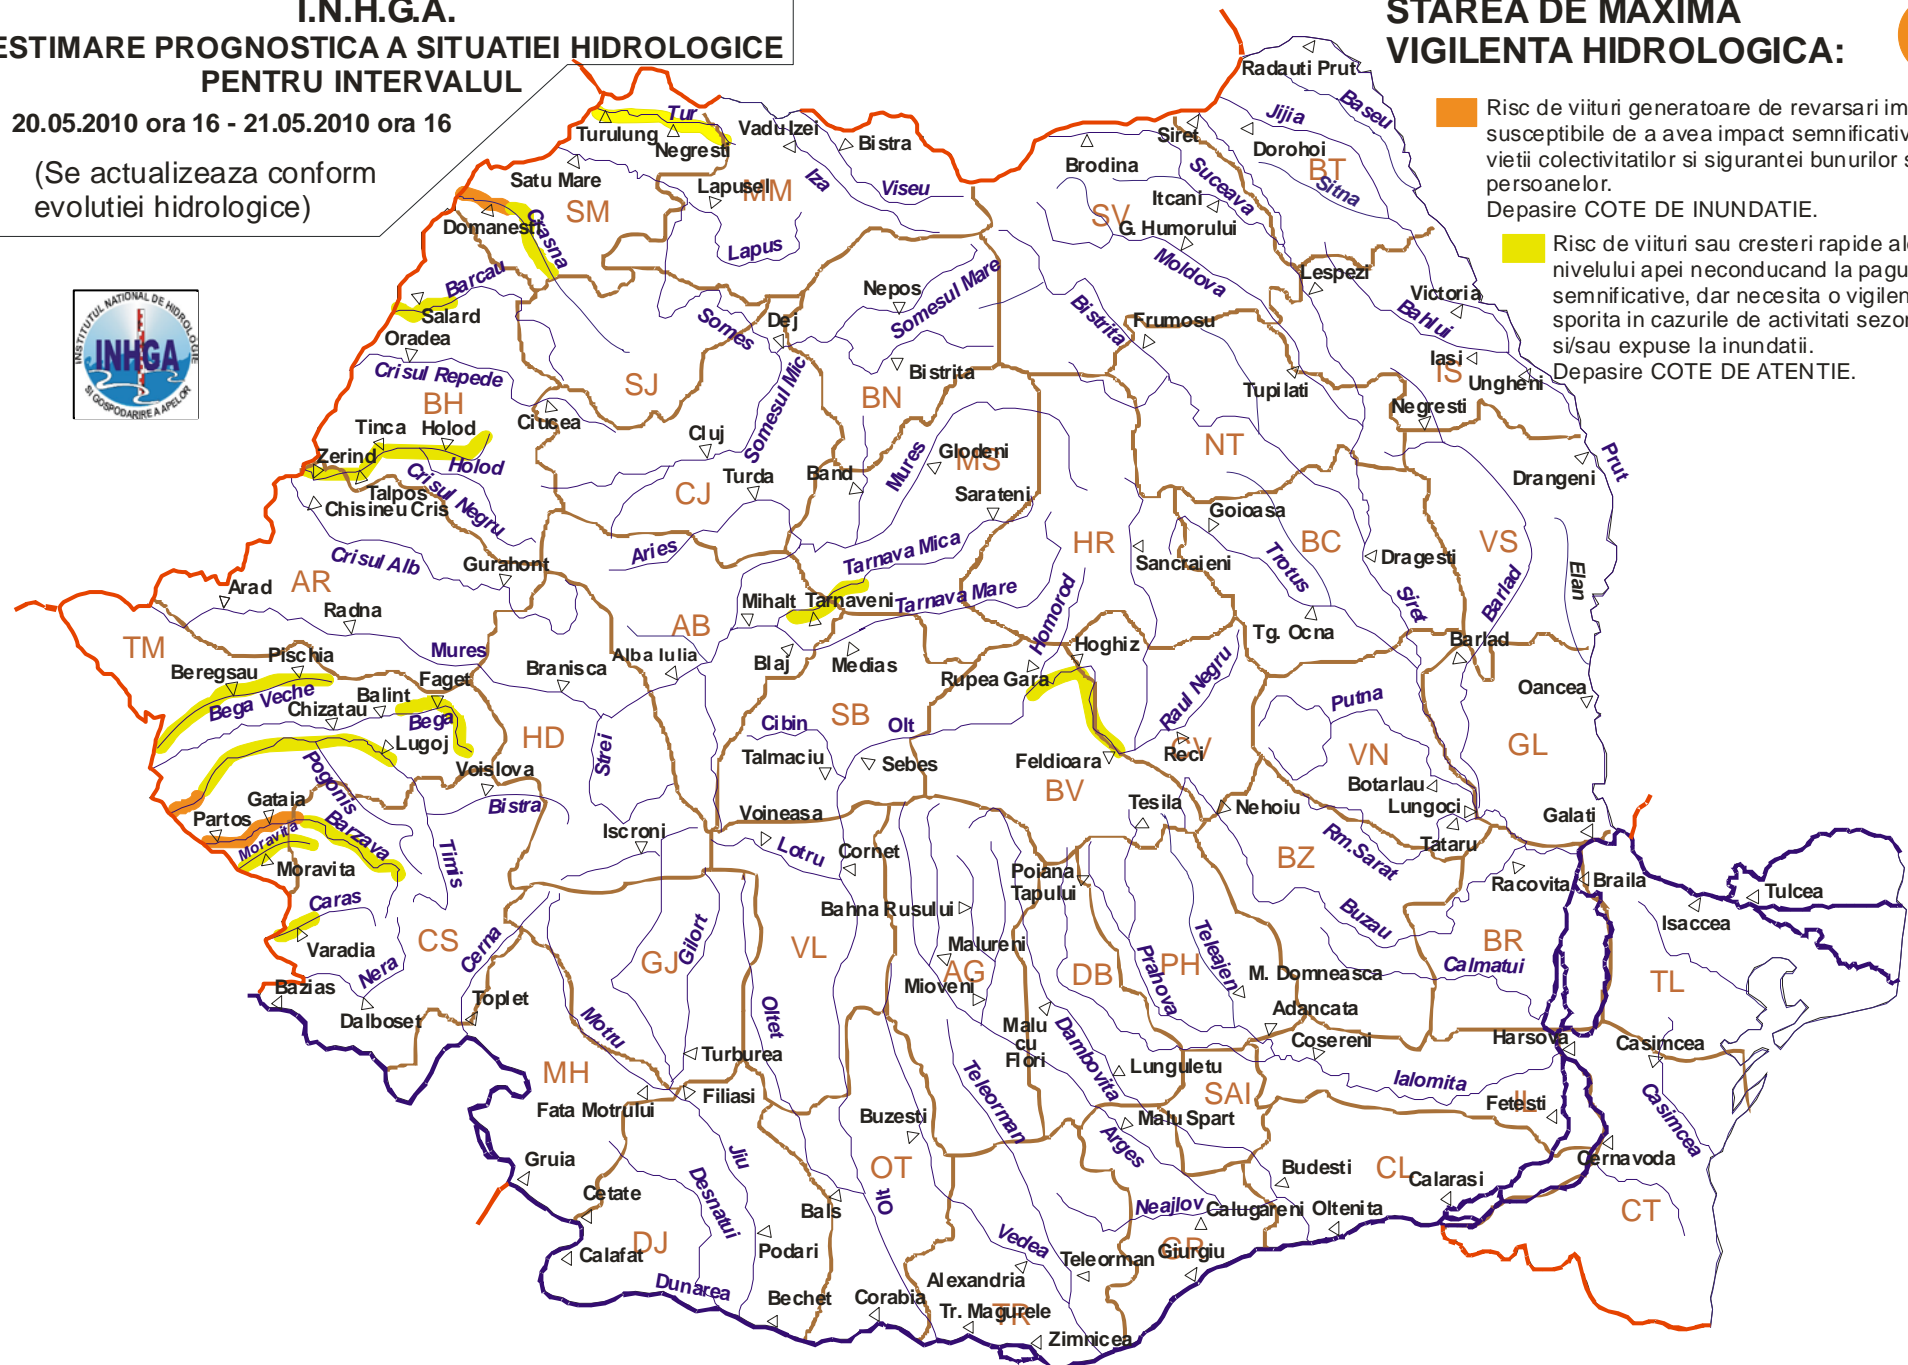 I.N.H.G.A.
ESTIMARE PROGNOSTICA A SITUATIEI HIDROLOGICE
PENTRU INTERVALUL
20.05.2010 ora 16 - 21.05.2010 ora 16
(Se actualizeaza conform
evolutiei hidrologice)
STAREA DE MAXIMA
VIGILENTA HIDROLOGICA:
Risc de viituri generatoare de revarsari
susceptibile de a avea impact semnificativ
vietii colectivitatilor si sigurantei bunurilor
persoanelor.
Depasire COTE DE INUNDATIE.
Risc de viituri sau cresteri rapide ale
nivelului apei neconducand la
semnificative, dar necesita o
sporita in cazurile de activitati
si/sau expuse la inundatii.
Depasire COTE DE ATENTIE.
INSTITUTUL NATIONAL DE HIDROLOGIE
INHGA
SI GOSPODARIRE A APELOR
Radauti Prut
Baseu
Tur
Turulung
Negresti
Vadu Izei
Bistra
Siret
Jijia
Dorohoi
BT
Sitna
Brodina
Suceava
Itcani
SV
G. Humorului
Satu Mare
SM
Lapusel
MM
Iza
Viseu
Domanesti
Crasna
Lapus
Moldova
Lespezi
Victoria
Bahlui
Barcau
Salard
Oradea
Nepos
Somesul Mare
Bistrita
Frumosu
Somes
Dej
Iasi
IS
Ungheni
Crisul Repede
BH
SJ
Bistrita
BN
Tupilati
Negresti
Ciucea
Somesul Mic
Tinca
Holod
Cluj
Mures
Glodeni
MS
NT
Prut
Zerind
Holod
Talpos
Crisul Negru
Chisineu Cris
Turda
Band
CJ
Sarateni
Drangeni
Goioasa
Crisul Alb
Aries
Tarnava Mica
HR
Sancraieni
BC
Trotus
Dragesti
VS
Gurahont
AR
Arad
Radna
Elan
Barlad
Siret
Mihalt
Tarnaveni
Tarnava Mare
Homorod
TM
AB
Tg. Ocna
Barlad
Mures
Pischia
Beregsau
Branisca
Alba Iulia
Blaj
Medias
Hoghiz
Rupea Gara
Raul Negru
Faget
Balint
Bega Veche
Chizatau
Bega
Lugoj
HD
Strei
Cibin
SB
Olt
Putna
Oancea
GL
Talmaciu
Sebes
Feldioara
Reci
CV
VN
Pogonis
Voislova
BV
Botarlau
Lungoci
Gataia
Bistra
Partos
Moravita
Barzava
Moravita
Voineasa
Tesila
Nehoiu
Galati
Iscroni
Lotru
Cornet
Rm.Sarat
Tataru
BZ
Timis
Poiana
Tapului
Racovita
Braila
Tulcea
Isaccea
Caras
Varadia
CS
Cerna
Bahna Rusului
Gilort
GJ
VL
Malureni
AG
Mioveni
DB
Prahova
PH
Teleajen
Buzau
BR
Calmatui
TL
Nera
Bazias
Dalboset
Toplet
Motru
Oltet
M. Domneasca
Adancata
Malu
cu
Flori
Dambovita
Turburea
Cosereni
Harsova
Casimcea
MH
Lunguletu
SAI
Ialomita
Fata Motrului
Filiasi
Teleorman
Buzesti
Malu Spart
Fetesti
IL
Casimcea
Arges
Gruia
Jiu
Desnatui
OT
Olt
Budesti
CL
Calarasi
Cernavoda
Cetate
Bals
Neajlov
Calugareni
Oltenita
CT
DJ
Calafat
Podari
Vedea
Teleorman
GR
Giurgiu
Alexandria
Dunarea
Bechet
Corabia
Tr. Magurele
TR
Zimnicea